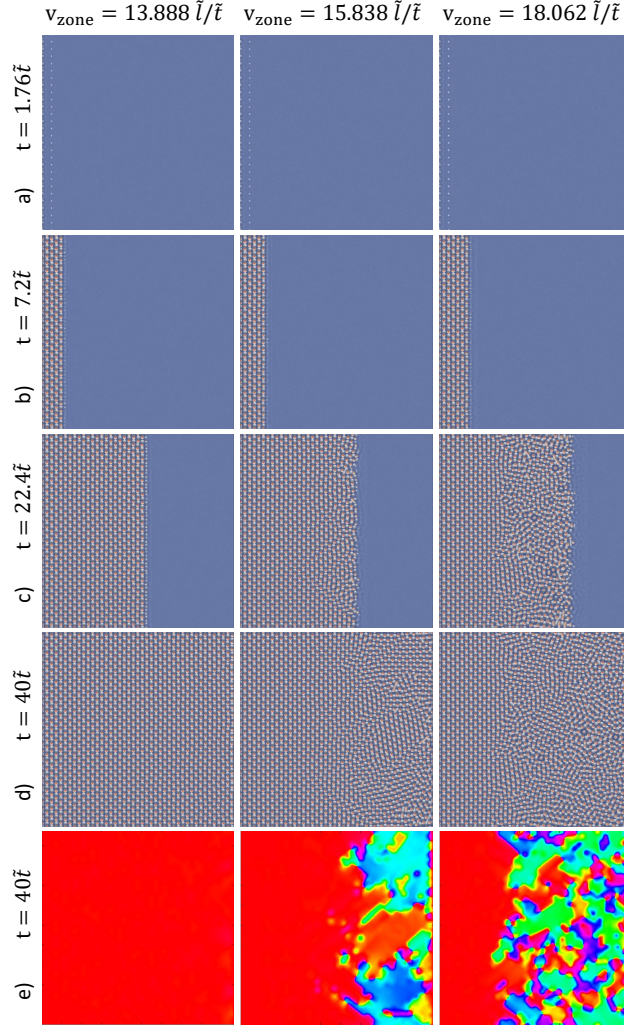 v_zone = 13.888 l̃/t̃
v_zone = 15.838 l̃/t̃
v_zone = 18.062 l̃/t̃
a) t = 1.76t̃
b) t = 7.2t̃
c) t = 22.4t̃
d) t = 40t̃
e) t = 40t̃